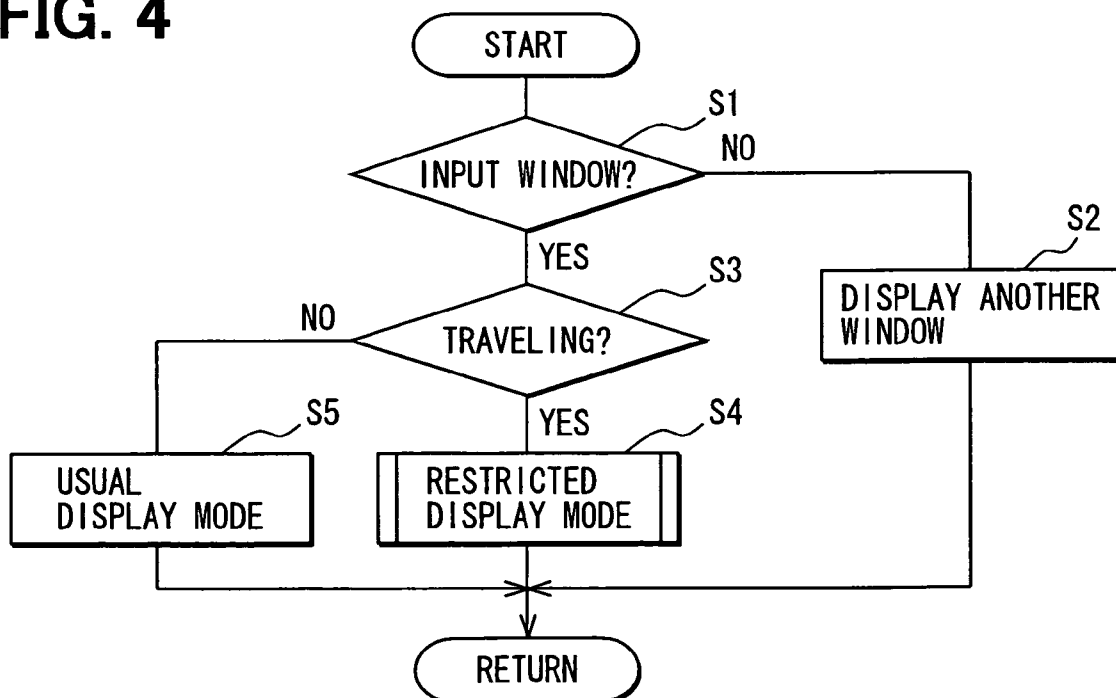 FIG. 4
START
S1
INPUT WINDOW?
NO
S2
YES
S3
DISPLAY ANOTHER
WINDOW
NO
TRAVELING?
S5
YES
S4
USUAL
DISPLAY MODE
RESTRICTED
DISPLAY MODE
RETURN